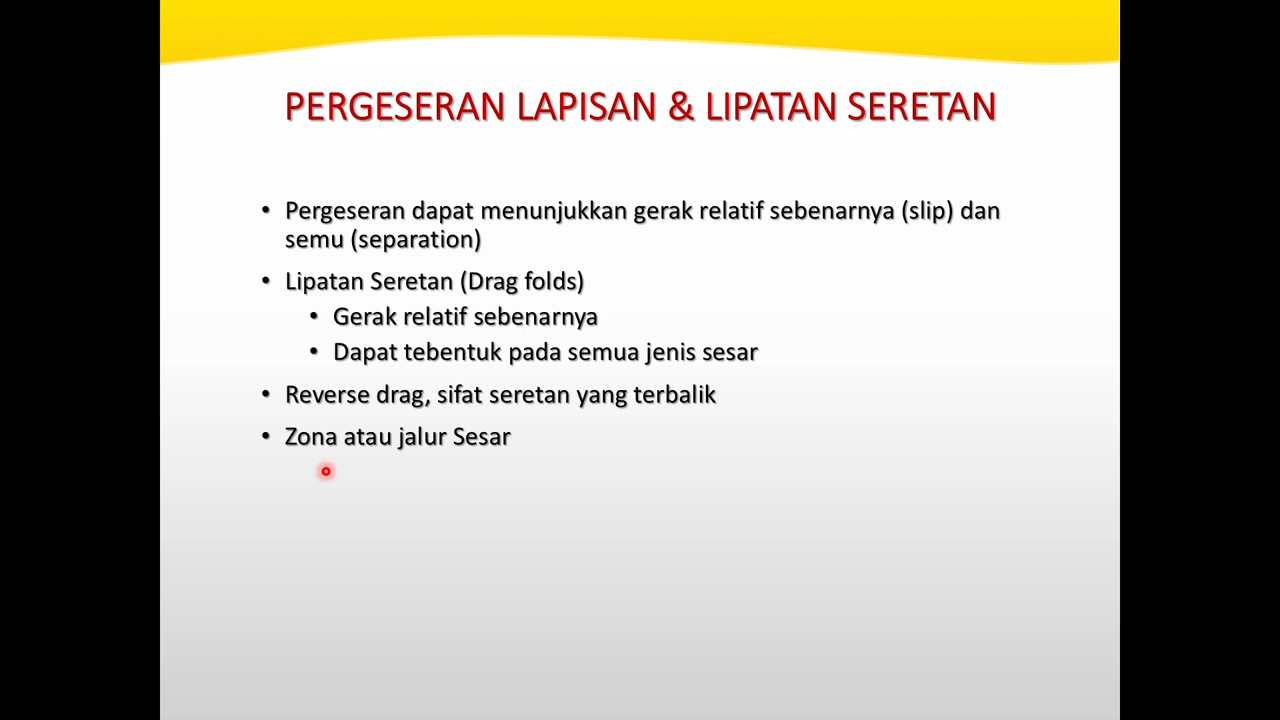 PERGESERAN LAPISAN & LIPATAN SERETAN
• Pergeseran dapat menunjukkan gerak relatif sebenarnya (slip) dan
semu (separation)
• Lipatan Seretan (Drag folds)
• Gerak relatif sebenarnya
• Dapat tebentuk pada semua jenis sesar
• Reverse drag, sifat seretan yang terbalik
• Zona atau jalur Sesar